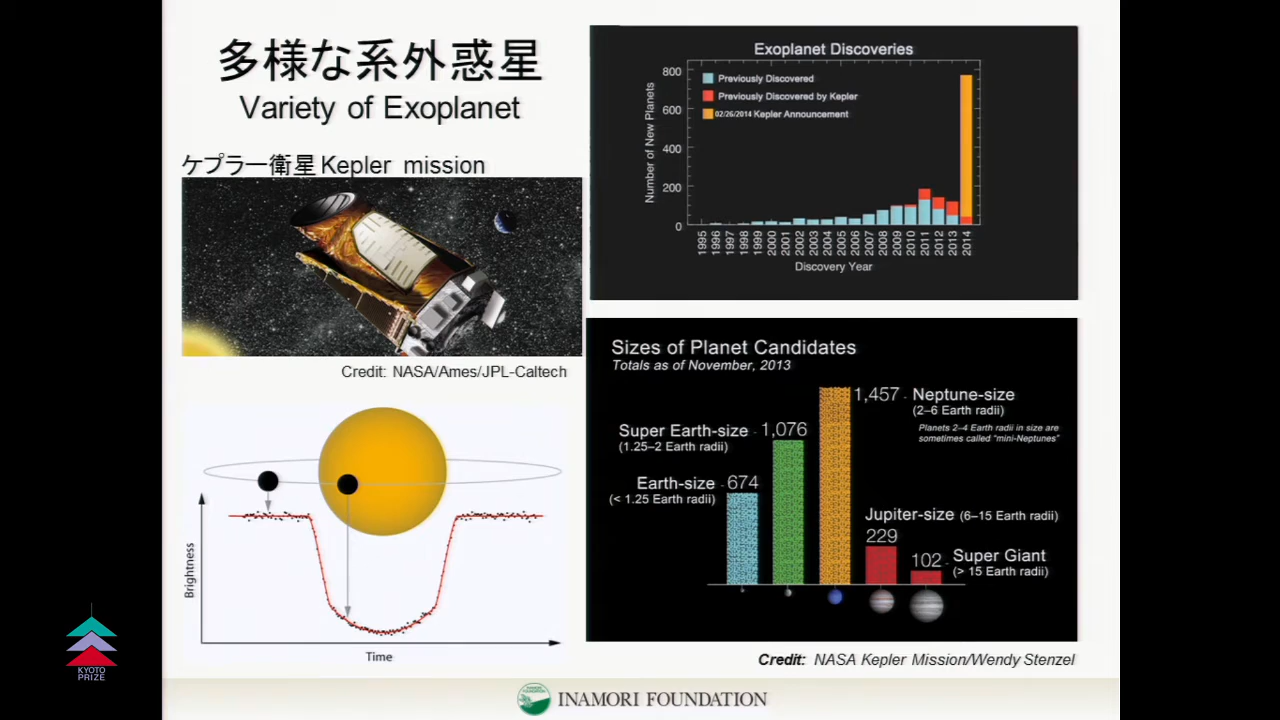 多様な系外惑星
Variety of Exoplanet
ケプラー衛星 Kepler mission
Credit: NASA/Ames/JPL-Caltech
Brightness
Time
Exoplanet Discoveries
Number of New Planets
800
600
400
200
0
Previously Discovered
Previously Discovered by Kepler
02/26/2014 Kepler Announcement
1995 1996 1997 1998 1999 2000 2001 2002 2003 2004 2005 2006 2007 2008 2009 2010 2011 2012 2013 2014
Discovery Year
Sizes of Planet Candidates
Totals as of November, 2013
1,457 Neptune-size
(2–6 Earth radii)
Planets 2–4 Earth radii in size are
sometimes called “mini-Neptunes”
Super Earth-size 1,076
(1.25–2 Earth radii)
Earth-size 674
(< 1.25 Earth radii)
Jupiter-size (6–15 Earth radii)
229
102 Super Giant
(> 15 Earth radii)
Credit: NASA Kepler Mission/Wendy Stenzel
KYOTO
PRIZE
INAMORI FOUNDATION